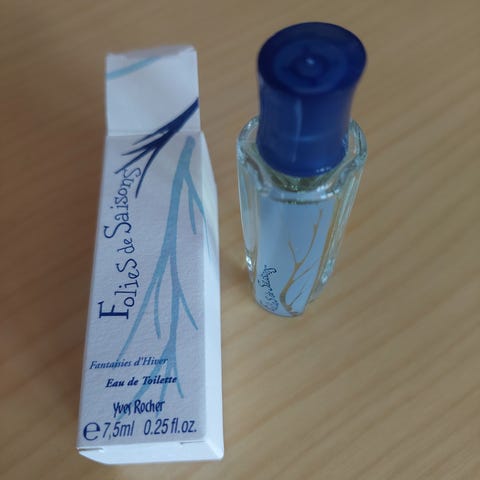 Folies de Saisons
Fantaisies d'Hiver
Eau de Toilette
Yves Rocher
e 7,5ml 0.25 fl.oz.